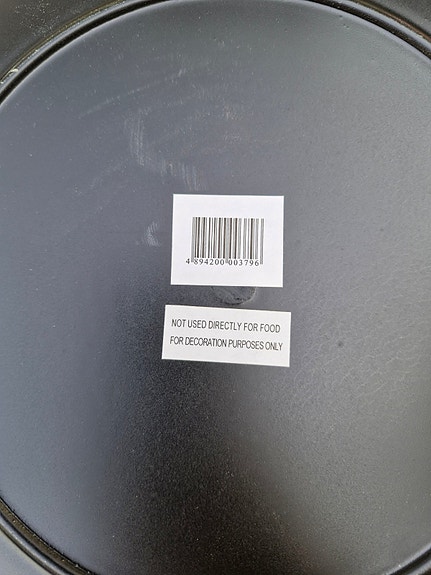 4 894200 003796
NOT USED DIRECTLY FOR FOOD
FOR DECORATION PURPOSES ONLY